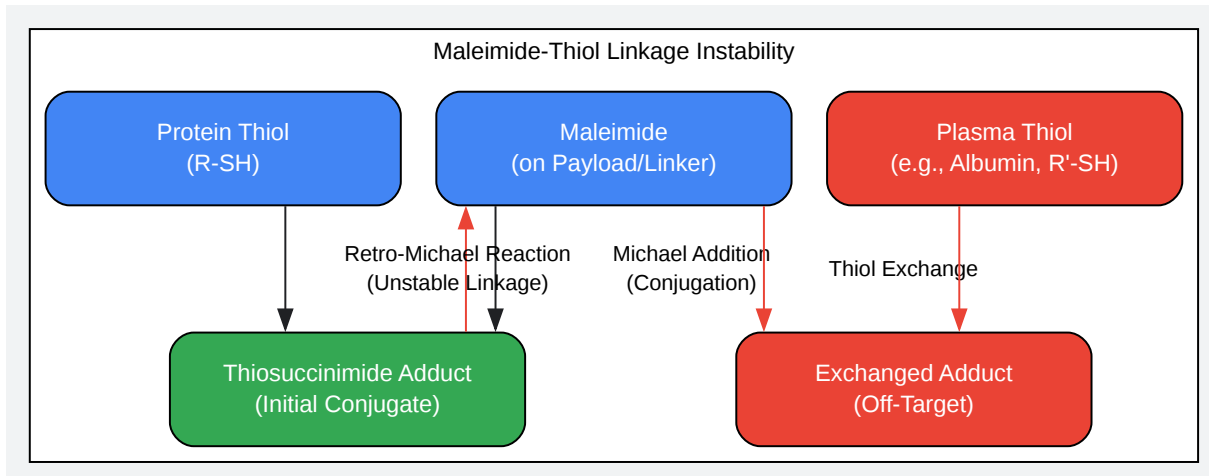 Maleimide-Thiol Linkage Instability
Protein Thiol
(R-SH)
Maleimide
(on Payload/Linker)
Plasma Thiol
(e.g., Albumin, R'-SH)
Retro-Michael Reaction
(Unstable Linkage)
Michael Addition
(Conjugation)
Thiol Exchange
Thiosuccinimide Adduct
(Initial Conjugate)
Exchanged Adduct
(Off-Target)